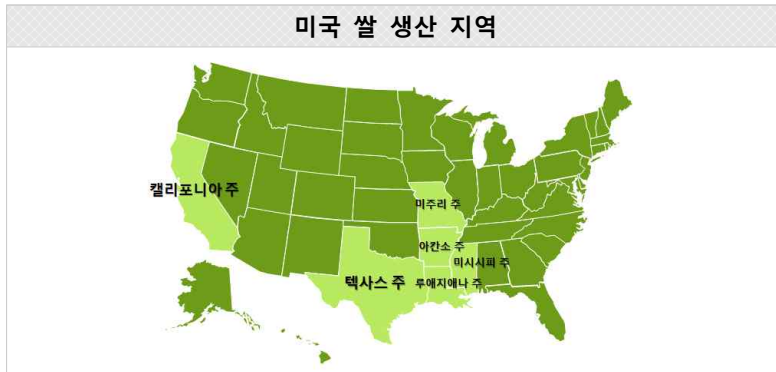 미국 쌀 생산 지역
캘리포니아 주
미주리 주
아칸소 주
미시시피 주
텍사스 주
루애지애나 주